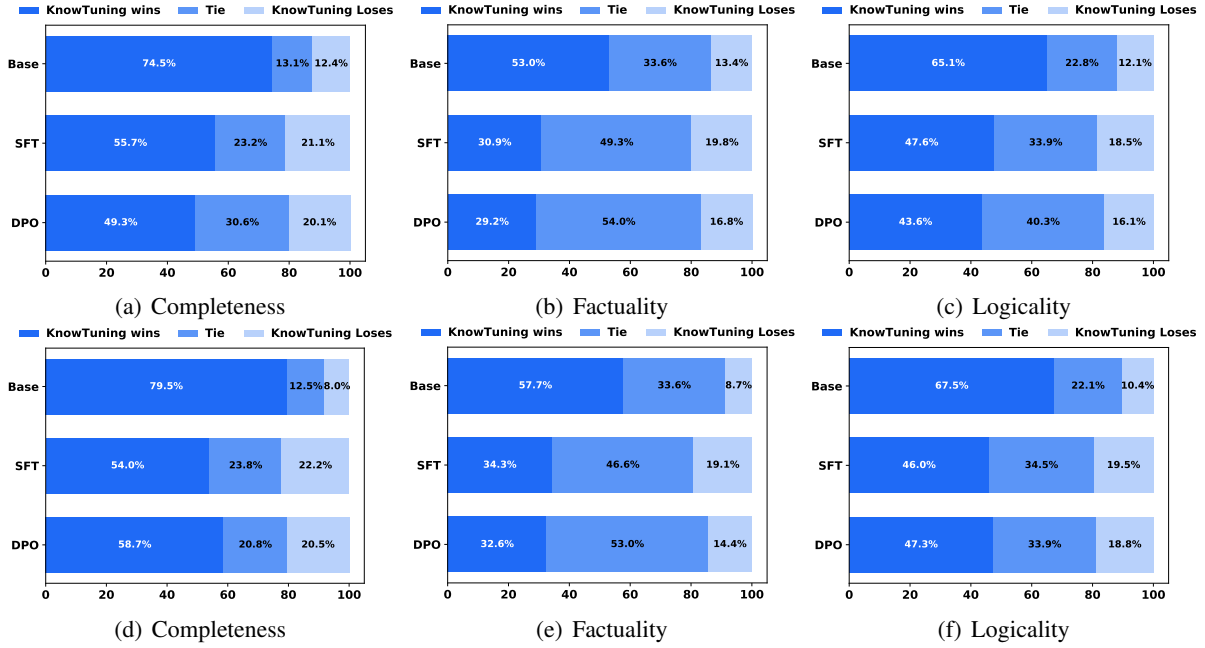 KnowTuning wins Tie KnowTuning Loses
Base 74.5% 13.1% 12.4%
SFT 55.7% 23.2% 21.1%
DPO 49.3% 30.6% 20.1%
0 20 40 60 80 100
(a) Completeness
KnowTuning wins Tie KnowTuning Loses
Base 53.0% 33.6% 13.4%
SFT 30.9% 49.3% 19.8%
DPO 29.2% 54.0% 16.8%
0 20 40 60 80 100
(b) Factuality
KnowTuning wins Tie KnowTuning Loses
Base 65.1% 22.8% 12.1%
SFT 47.6% 33.9% 18.5%
DPO 43.6% 40.3% 16.1%
0 20 40 60 80 100
(c) Logicality
KnowTuning wins Tie KnowTuning Loses
Base 79.5% 12.5% 8.0%
SFT 54.0% 23.8% 22.2%
DPO 58.7% 20.8% 20.5%
0 20 40 60 80 100
(d) Completeness
KnowTuning wins Tie KnowTuning Loses
Base 57.7% 33.6% 8.7%
SFT 34.3% 46.6% 19.1%
DPO 32.6% 53.0% 14.4%
0 20 40 60 80 100
(e) Factuality
KnowTuning wins Tie KnowTuning Loses
Base 67.5% 22.1% 10.4%
SFT 46.0% 34.5% 19.5%
DPO 47.3% 33.9% 18.8%
0 20 40 60 80 100
(f) Logicality